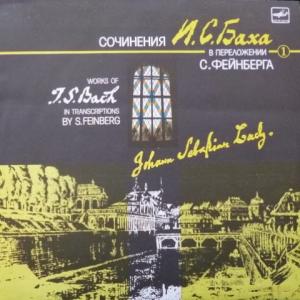 СОЧИНЕНИЯ И.С.Баха
В ПЕРЕЛОЖЕНИИ 1
С.ФЕЙНБЕРГА
WORKS OF
J.S.Bach
IN TRANSCRIPTIONS
BY S.FEINBERG
Johann Sebastian Bach.